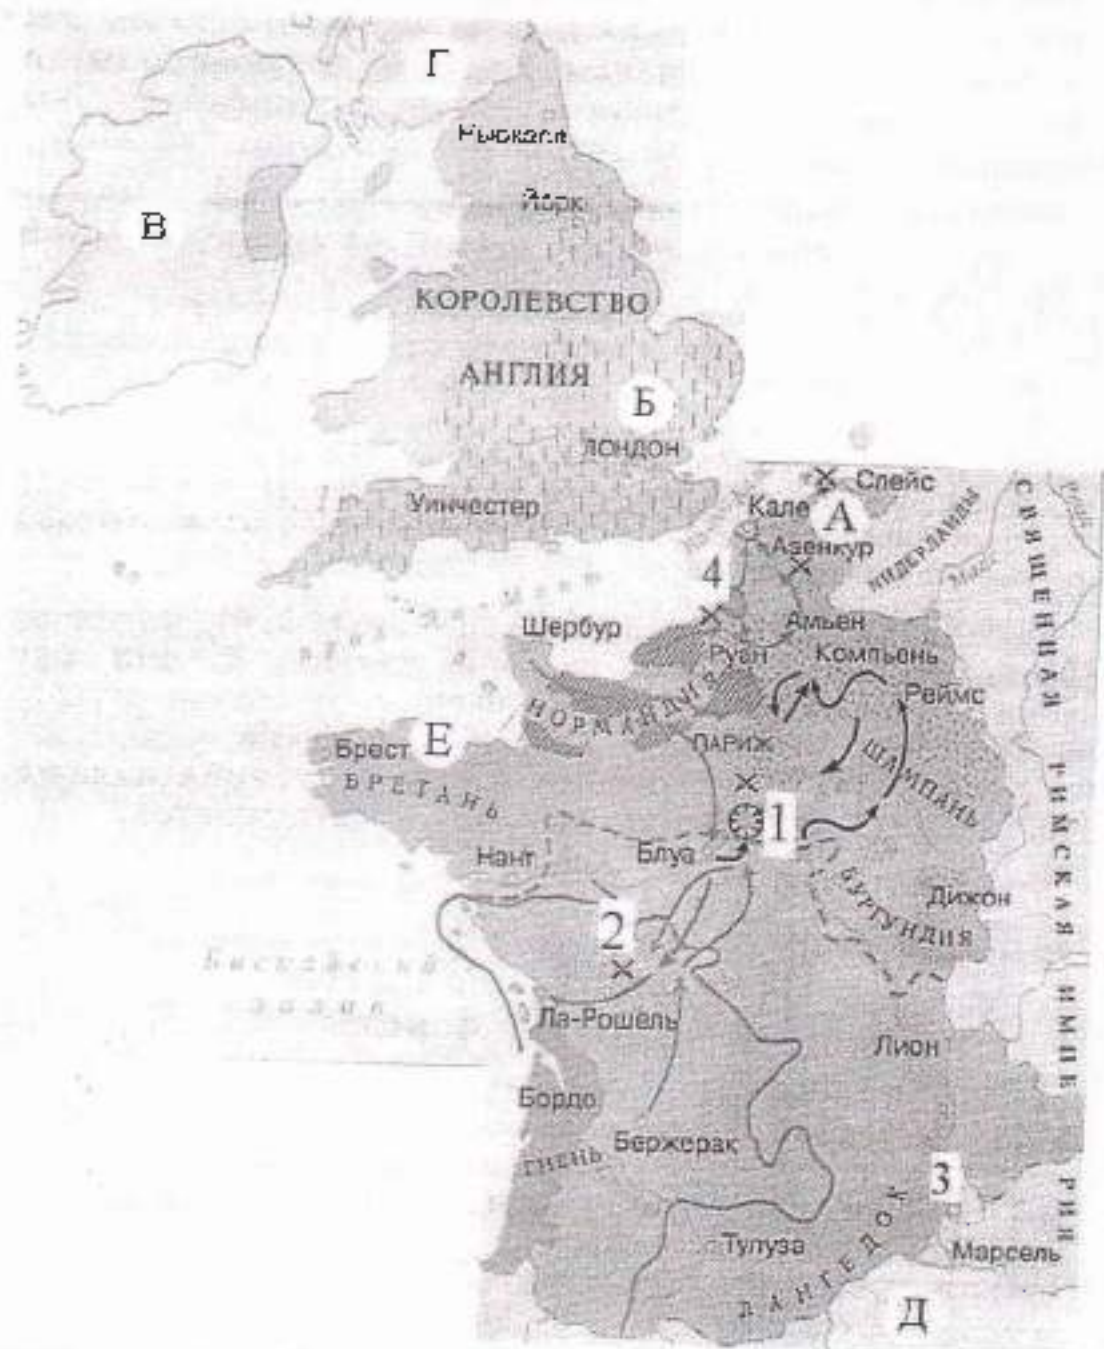 Г
В
Йорк
КОРОЛЕВСТВО
АНГЛИЯ
Б
ЛОНДОН
Уинчестер
Слейс
Кале
А
Азенкур
НИДЕРЛАНДЫ
Маас
Рейн
4
Амьен
Шербур
Руан
Компьень
НОРМАНДИЯ
Реймс
Е
Брест
БРЕТАНЬ
ПАРИЖ
ШАМПАНЬ
1
Нант
Блуа
БУРГУНДИЯ
Дижон
2
Бискайский
залив
Ла-Рошель
Лион
Бордо
Бержерак
ГИЕНЬ
3
Тулуза
ЛАНГЕДОК
Марсель
Д
СВЯЩЕННАЯ РИМСКАЯ ИМПЕРИЯ